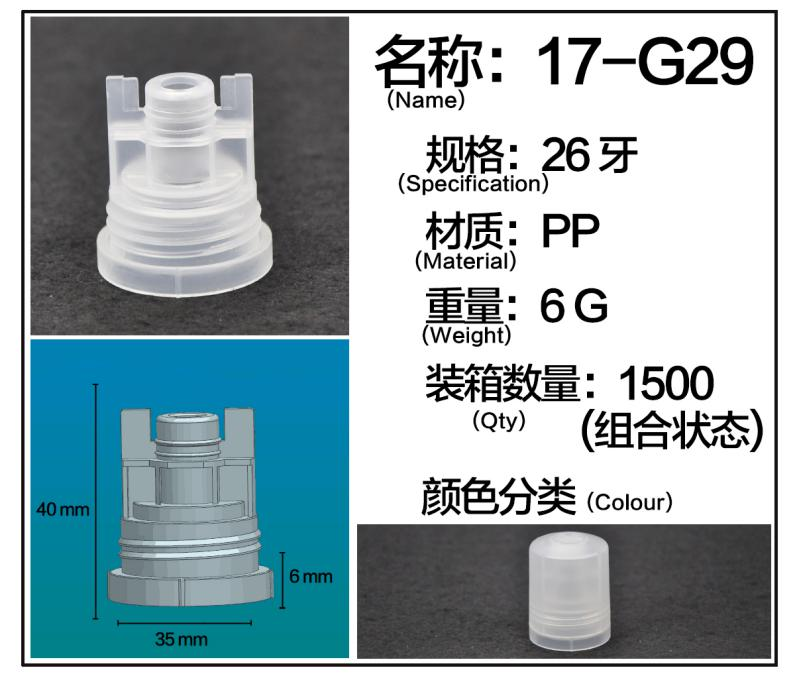 名称：17-G29
(Name)
规格：26 牙
(Specification)
材质：PP
(Material)
重量：6 G
(Weight)
装箱数量：1500
(Qty)
(组合状态)
颜色分类 (Colour)
40 mm
6 mm
35 mm